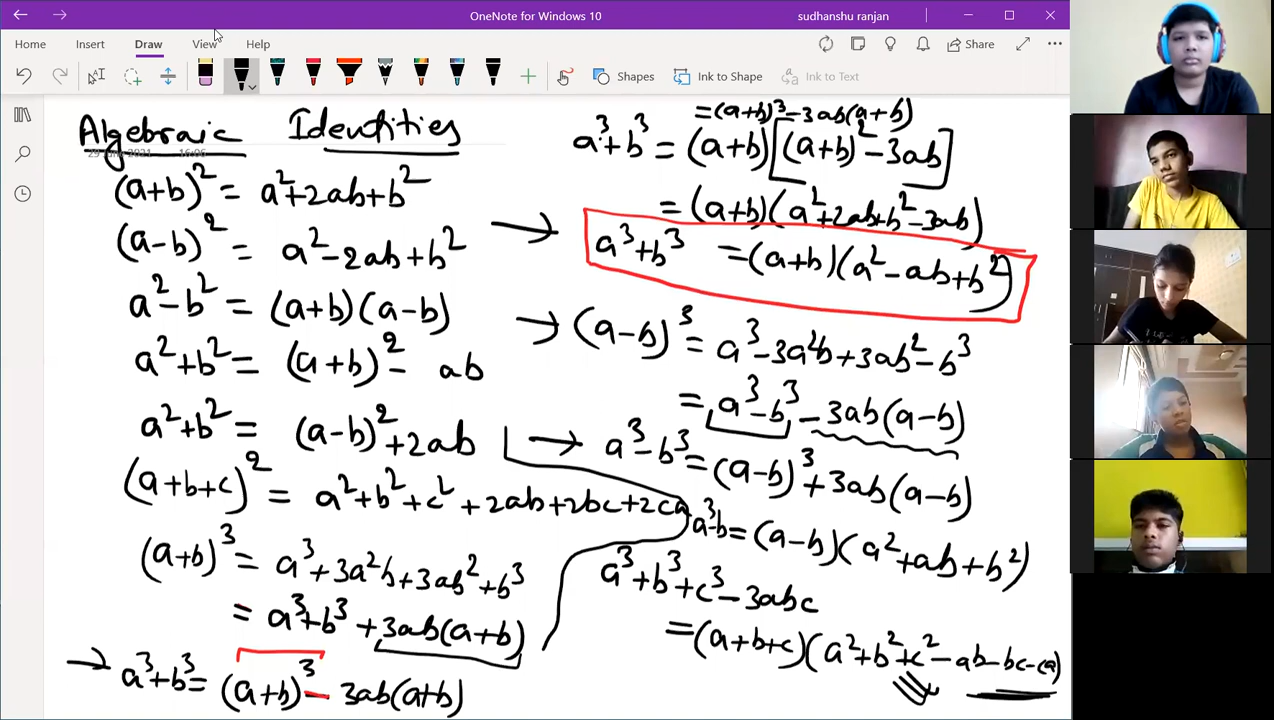 OneNote for Windows 10
sudhanshu ranjan
Home Insert Draw View Help
Share
Shapes Ink to Shape Ink to Text
Algebraic Identities
2021 16:06
(a+b)² = a²+2ab+b²
(a-b)² = a²-2ab+b²
a²-b² = (a+b)(a-b)
a²+b² = (a+b)² - ab
a²+b² = (a-b)²+2ab
(a+b+c)² = a²+b²+c²+2ab+2bc+2ca
(a+b)³ = a³+3a²b+3ab²+b³
= a³+b³+3ab(a+b)
→ a³+b³ = (a+b)³ - 3ab(a+b)
=(a+b)³-3ab(a+b)
a³+b³ = (a+b)[(a+b)²-3ab]
= (a+b)(a²+2ab+b²-3ab)
→ a³+b³ =(a+b)(a²-ab+b²)
→ (a-b)³ = a³-3a²b+3ab²-b³
= a³-b³-3ab(a-b)
→ a³-b³ = (a-b)³+3ab(a-b)
a³-b = (a-b)(a²+ab+b²)
a³+b³+c³-3abc
=(a+b+c)(a²+b²+c²-ab-bc-ca)